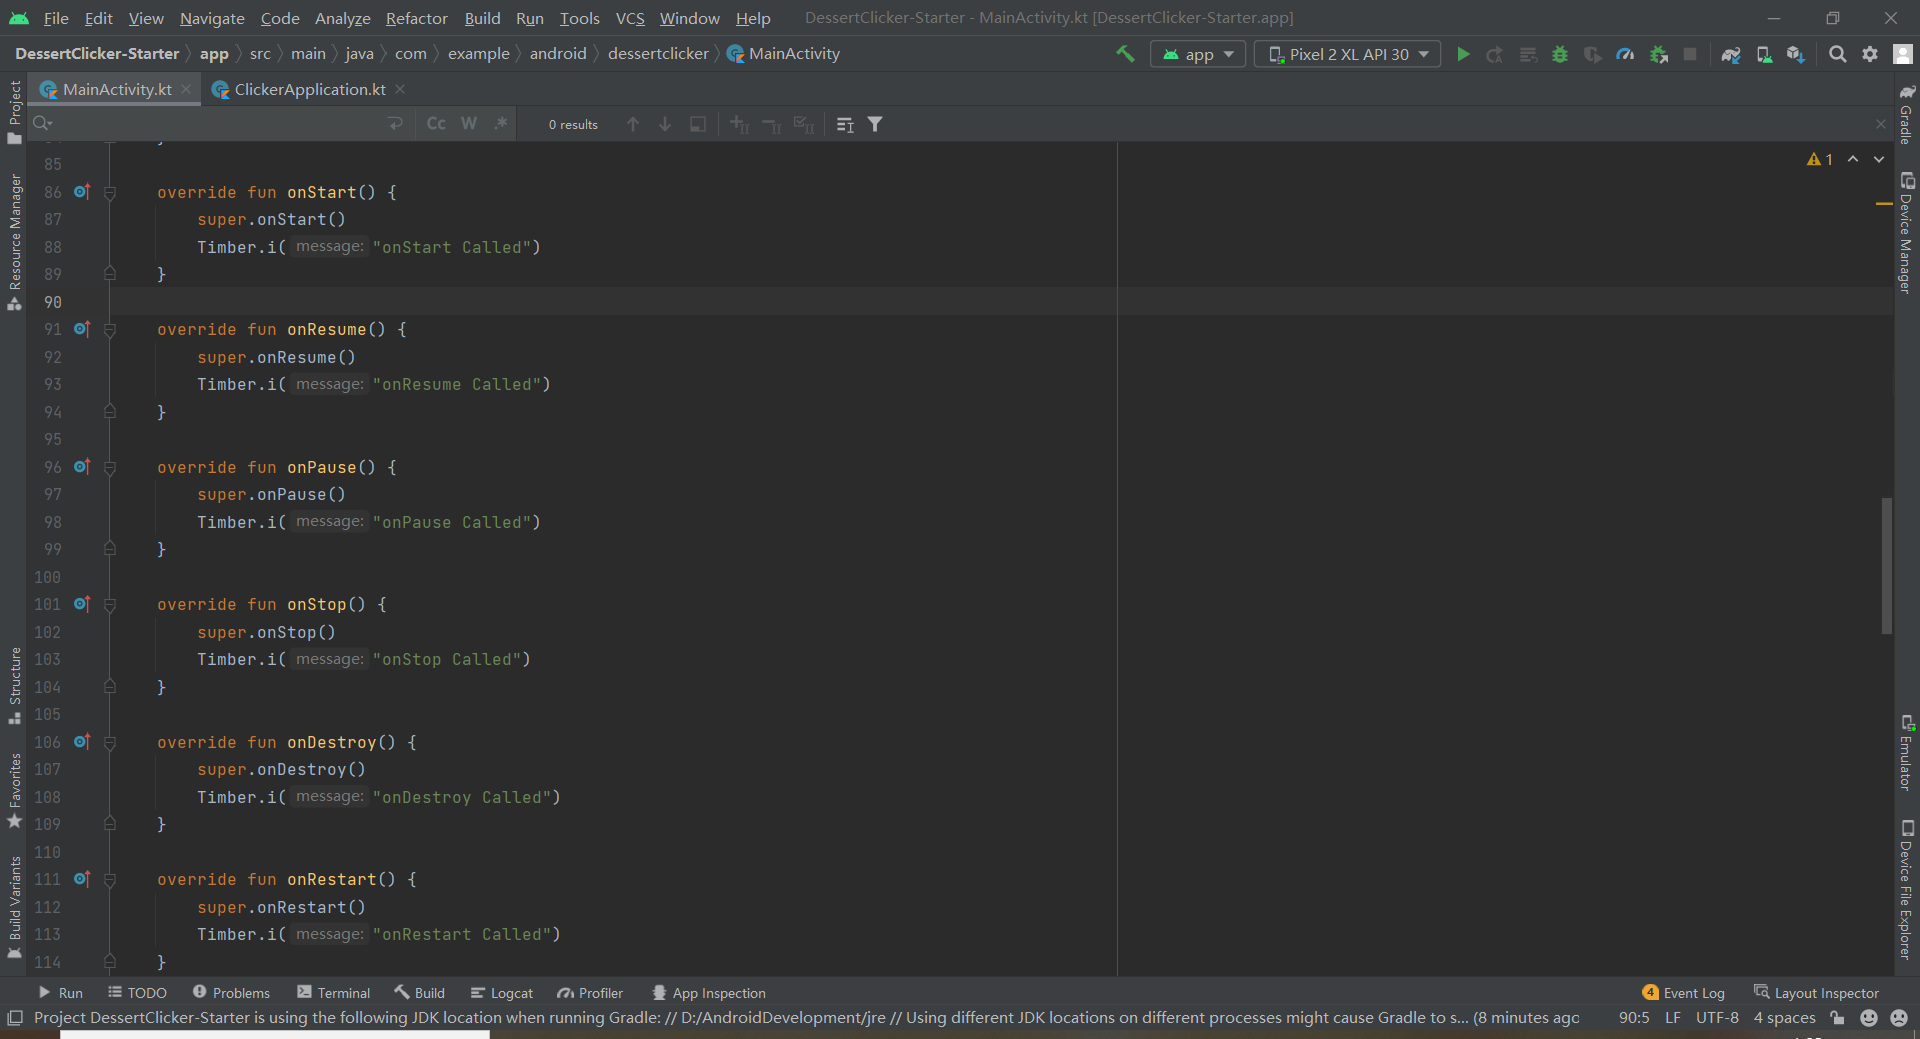 File Edit View Navigate Code Analyze Refactor Build Run Tools VCS Window Help DessertClicker-Starter - MainActivity.kt [DessertClicker-Starter.app]
DessertClicker-Starter app src main java com example android dessertclicker MainActivity app Pixel 2 XL API 30
MainActivity.kt ClickerApplication.kt
Cc W .* 0 results
1
85
86 override fun onStart() {
87 super.onStart()
88 Timber.i( message: "onStart Called")
89 }
90
91 override fun onResume() {
92 super.onResume()
93 Timber.i( message: "onResume Called")
94 }
95
96 override fun onPause() {
97 super.onPause()
98 Timber.i( message: "onPause Called")
99 }
100
101 override fun onStop() {
102 super.onStop()
103 Timber.i( message: "onStop Called")
104 }
105
106 override fun onDestroy() {
107 super.onDestroy()
108 Timber.i( message: "onDestroy Called")
109 }
110
111 override fun onRestart() {
112 super.onRestart()
113 Timber.i( message: "onRestart Called")
114 }
Project
Resource Manager
Structure
Favorites
Build Variants
Gradle
Device Manager
Emulator
Device File Explorer
Run TODO Problems Terminal Build Logcat Profiler App Inspection 4 Event Log Layout Inspector
Project DessertClicker-Starter is using the following JDK location when running Gradle: // D:/AndroidDevelopment/jre // Using different JDK locations on different processes might cause Gradle to s... (8 minutes ago 90:5 LF UTF-8 4 spaces